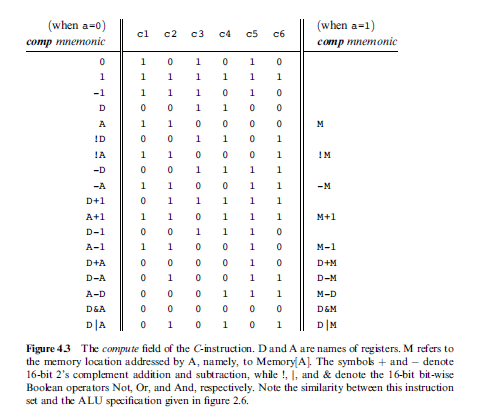 (when a=0) (when a=1)
comp mnemonic c1 c2 c3 c4 c5 c6 comp mnemonic
0 1 0 1 0 1 0
1 1 1 1 1 1 1
−1 1 1 1 0 1 0
D 0 0 1 1 0 0
A 1 1 0 0 0 0 M
!D 0 0 1 1 0 1
!A 1 1 0 0 0 1 !M
−D 0 0 1 1 1 1
−A 1 1 0 0 1 1 −M
D+1 0 1 1 1 1 1
A+1 1 1 0 1 1 1 M+1
D−1 0 0 1 1 1 0
A−1 1 1 0 0 1 0 M−1
D+A 0 0 0 0 1 0 D+M
D−A 0 1 0 0 1 1 D−M
A−D 0 0 0 1 1 1 M−D
D&A 0 0 0 0 0 0 D&M
D|A 0 1 0 1 0 1 D|M
Figure 4.3 The compute field of the C-instruction. D and A are names of registers. M refers to
the memory location addressed by A, namely, to Memory[A]. The symbols + and − denote
16-bit 2's complement addition and subtraction, while !, |, and & denote the 16-bit bit-wise
Boolean operators Not, Or, and And, respectively. Note the similarity between this instruction
set and the ALU specification given in figure 2.6.